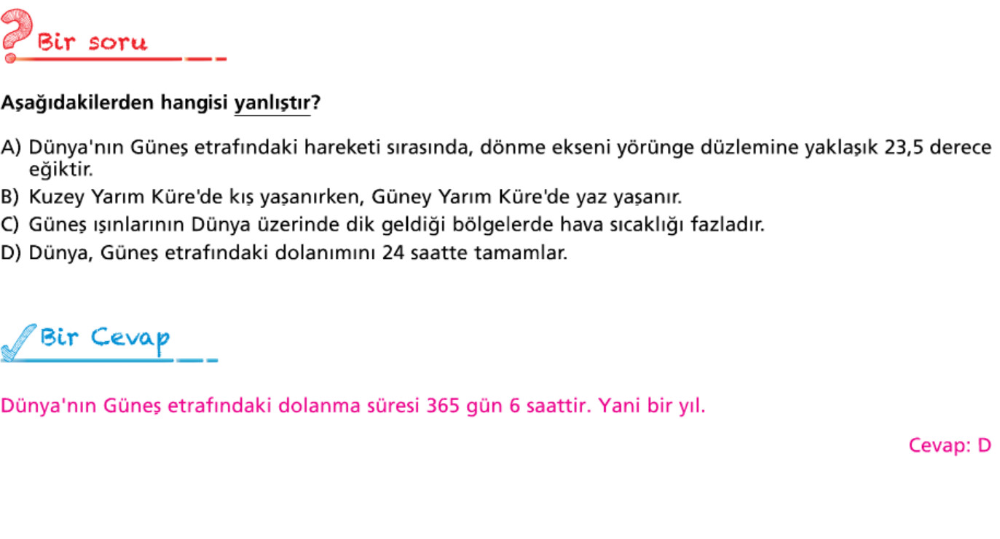 Bir soru
Aşağıdakilerden hangisi yanlıştır?
A) Dünya'nın Güneş etrafındaki hareketi sırasında, dönme ekseni yörünge düzlemine yaklaşık 23,5 derece
eğiktir.
B) Kuzey Yarım Küre'de kış yaşanırken, Güney Yarım Küre'de yaz yaşanır.
C) Güneş ışınlarının Dünya üzerinde dik geldiği bölgelerde hava sıcaklığı fazladır.
D) Dünya, Güneş etrafındaki dolanımını 24 saatte tamamlar.
Bir Cevap
Dünya'nın Güneş etrafındaki dolanma süresi 365 gün 6 saattir. Yani bir yıl.
Cevap: D